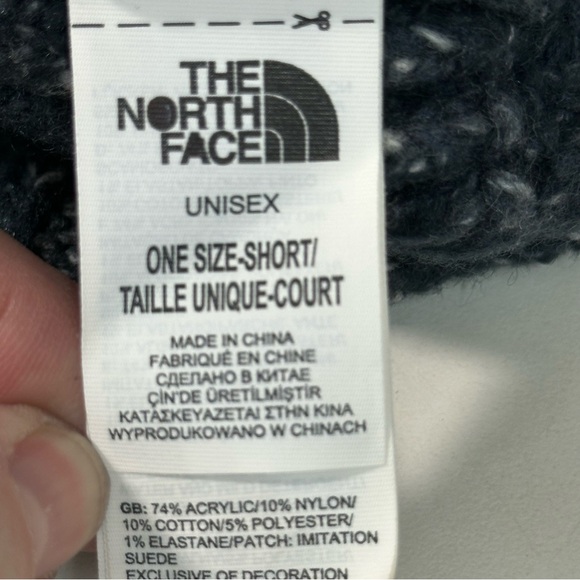 THE
NORTH
FACE
UNISEX
ONE SIZE-SHORT/
TAILLE UNIQUE-COURT
MADE IN CHINA
FABRIQUÉ EN CHINE
СДЕЛАНО В КИТАЕ
ÇİN'DE ÜRETİLMİŞTİR
ΚΑΤΑΣΚΕΥΑΖΕΤΑΙ ΣΤΗΝ ΚΙΝΑ
WYPRODUKOWANO W CHINACH
GB: 74% ACRYLIC/10% NYLON/
10% COTTON/5% POLYESTER/
1% ELASTANE/PATCH: IMITATION
SUEDE
EXCLUSIVE OF DECORATION